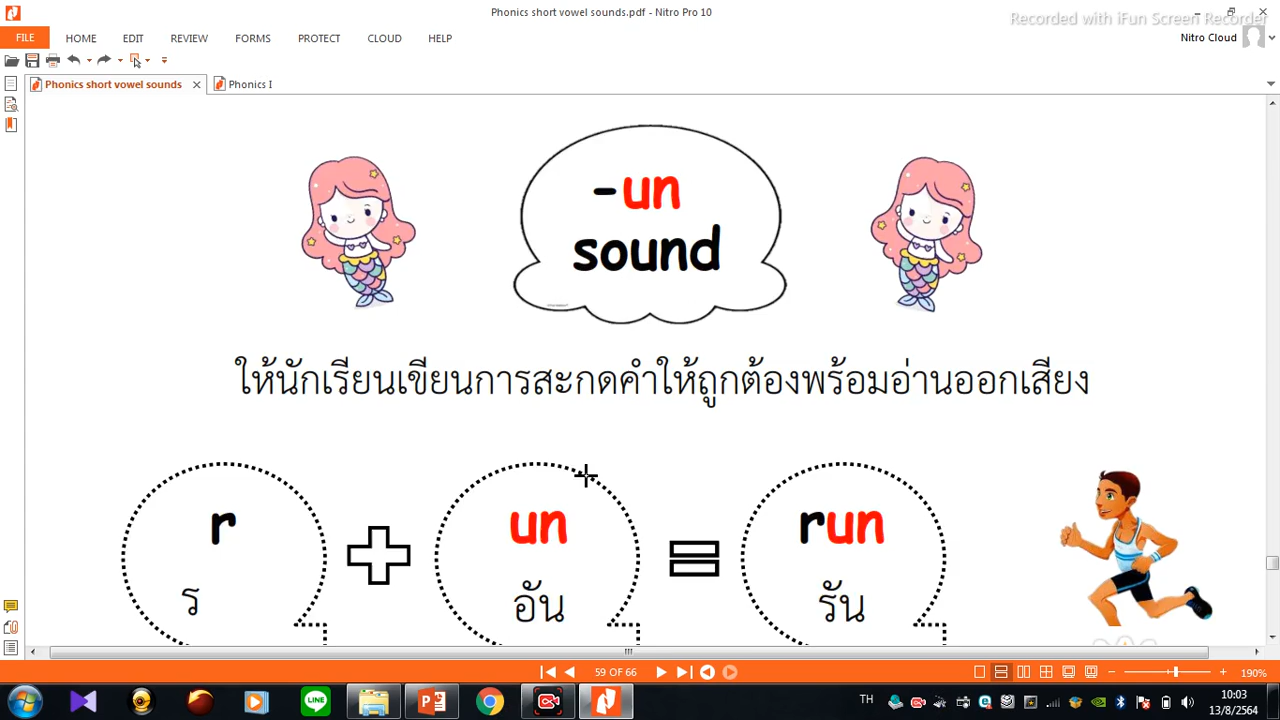 Phonics short vowel sounds.pdf - Nitro Pro 10
Recorded with iFun Screen Recorder
FILE HOME EDIT REVIEW FORMS PROTECT CLOUD HELP
Nitro Cloud
Phonics short vowel sounds
Phonics I
-un
sound
ให้นักเรียนเขียนการสะกดคำให้ถูกต้องพร้อมอ่านออกเสียง
r un run
ร อัน รัน
59 OF 66
190%
TH
10:03
13/8/2564